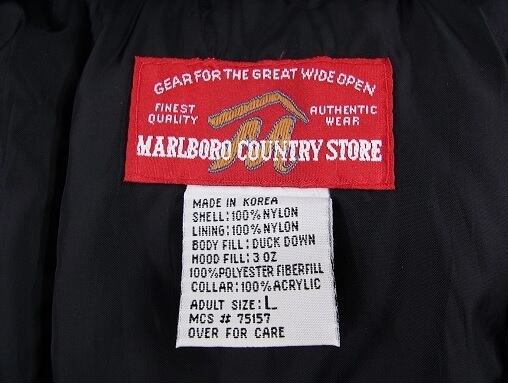 GEAR FOR THE GREAT WIDE OPEN
FINEST QUALITY
AUTHENTIC WEAR
M
MARLBORO COUNTRY STORE
MADE IN KOREA
SHELL: 100% NYLON
LINING: 100% NYLON
BODY FILL: DUCK DOWN
HOOD FILL: 3 OZ
100% POLYESTER FIBERFILL
COLLAR: 100% ACRYLIC
ADULT SIZE: L
MCS # 75157
OVER FOR CARE